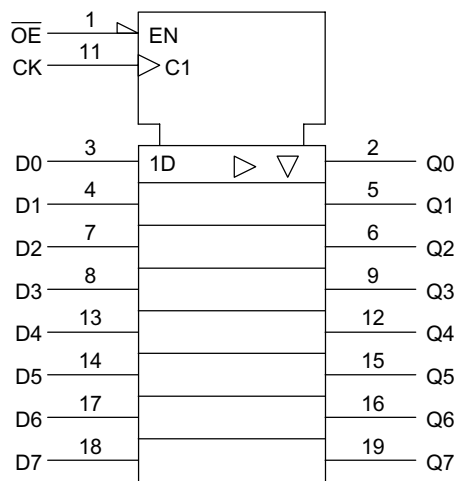 OE 1 EN
CK 11 C1
D0 3 1D 2 Q0
D1 4 5 Q1
D2 7 6 Q2
D3 8 9 Q3
D4 13 12 Q4
D5 14 15 Q5
D6 17 16 Q6
D7 18 19 Q7